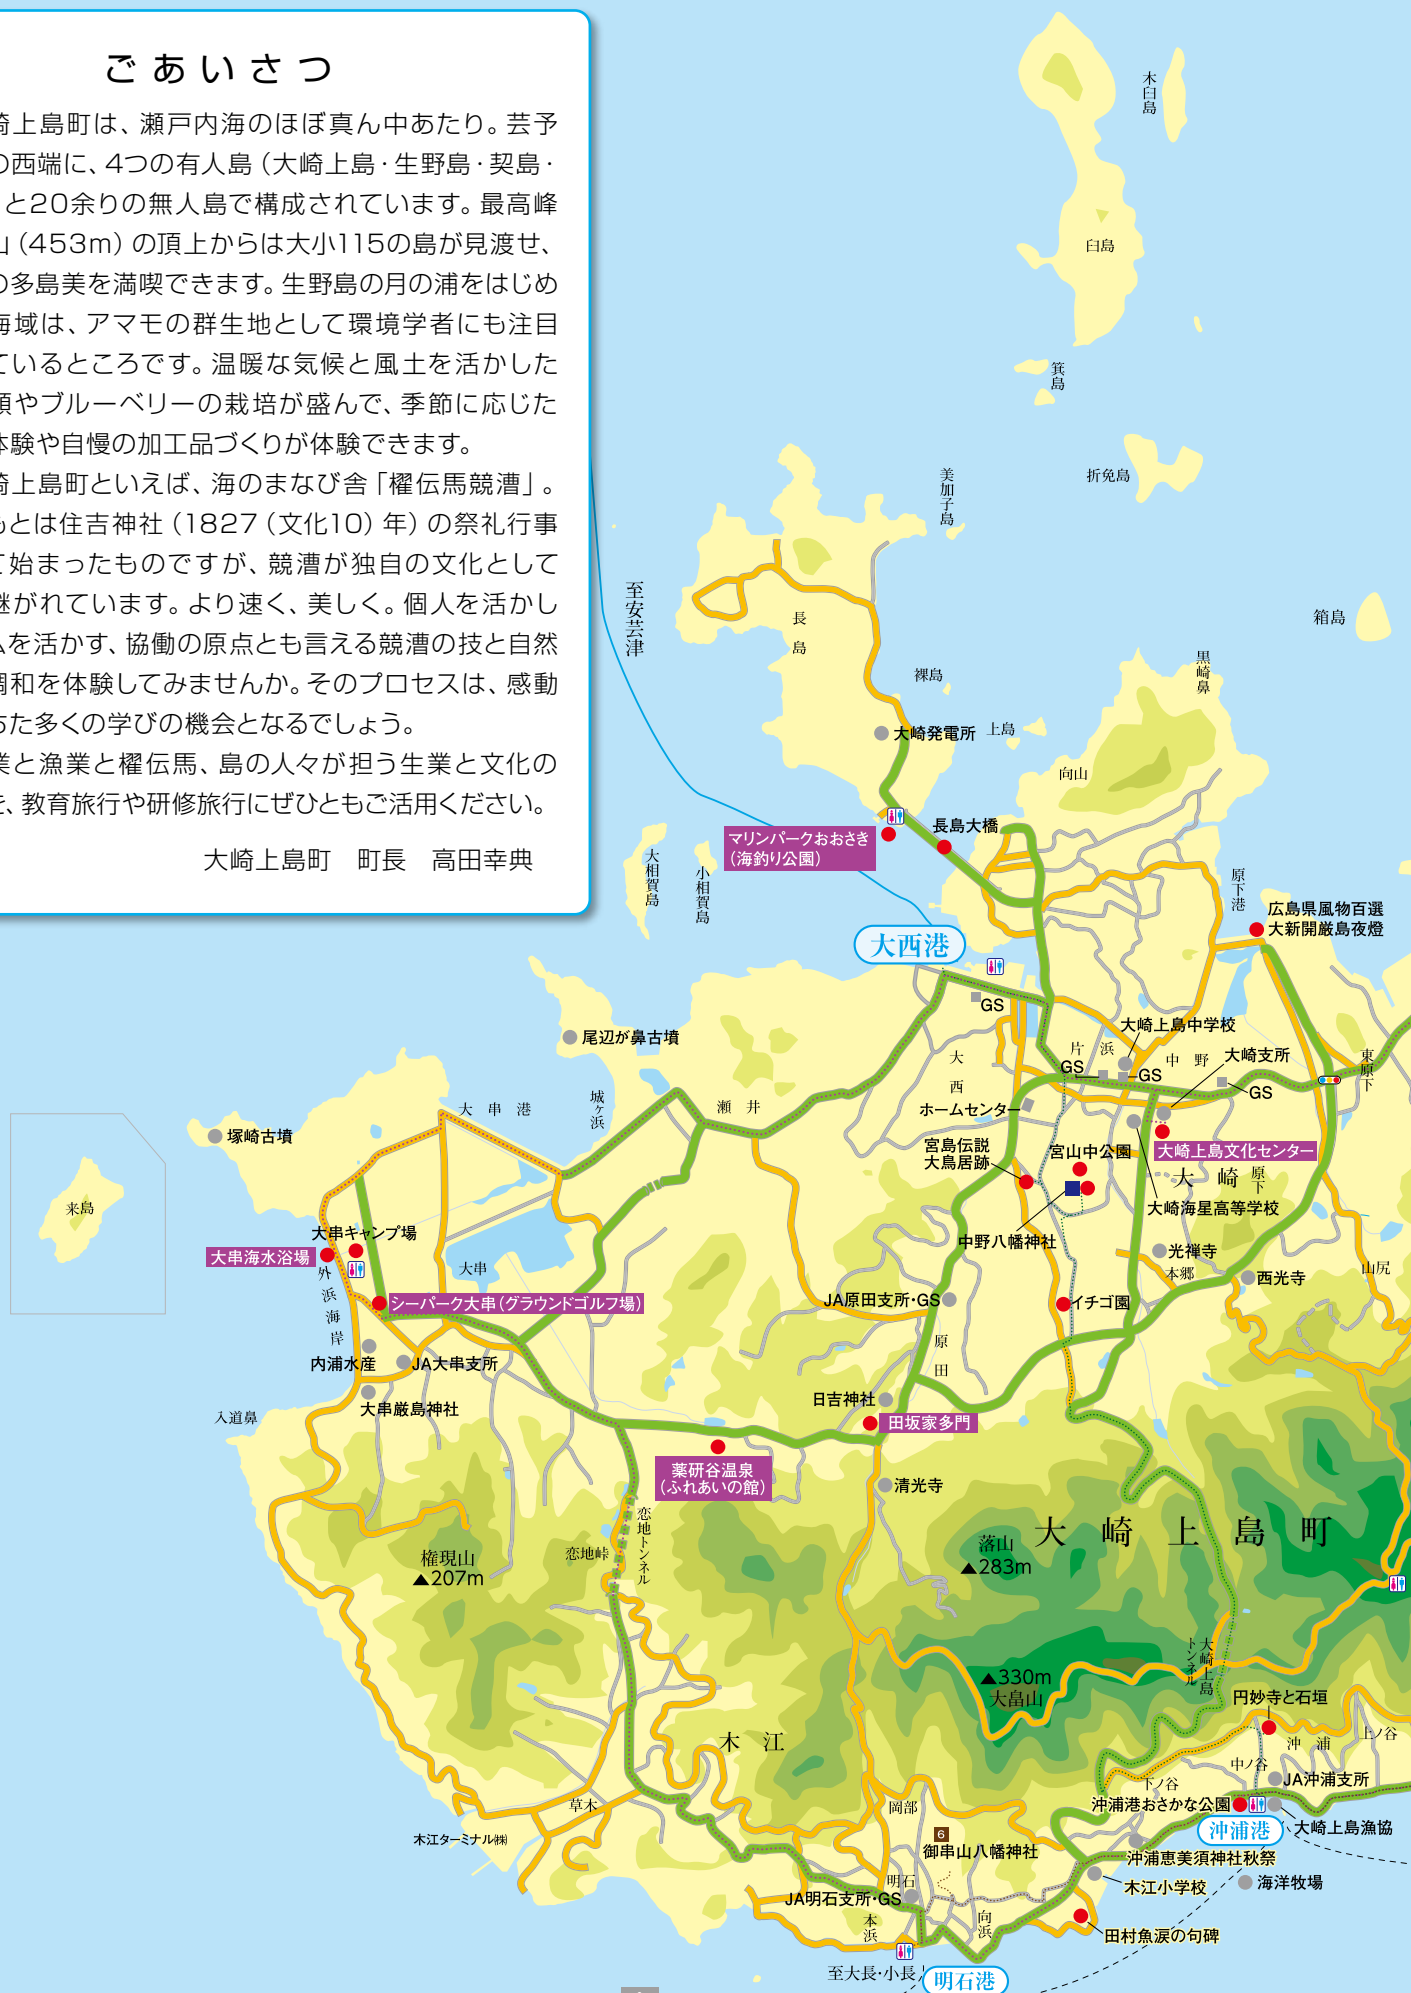 ごあいさつ
崎上島町は、瀬戸内海のほぼ真ん中あたり。芸予
の西端に、4つの有人島（大崎上島・生野島・契島・
と20余りの無人島で構成されています。最高峰
山（453m）の頂上からは大小115の島が見渡せ、
の多島美を満喫できます。生野島の月の浦をはじめ
海域は、アマモの群生地として環境学者にも注目
ているところです。温暖な気候と風土を活かした
類やブルーベリーの栽培が盛んで、季節に応じた
体験や自慢の加工品づくりが体験できます。
崎上島町といえば、海のまなび舎「櫂伝馬競漕」。
もとは住吉神社（1827（文化10）年）の祭礼行事
て始まったものですが、競漕が独自の文化として
継がれています。より速く、美しく。個人を活かし
ムを活かす、協働の原点とも言える競漕の技と自然
調和を体験してみませんか。そのプロセスは、感動
ちた多くの学びの機会となるでしょう。
業と漁業と櫂伝馬、島の人々が担う生業と文化の
、教育旅行や研修旅行にぜひともご活用ください。
大崎上島町　町長　高田幸典
木臼島
臼島
箕島
美加子島
折免島
至安芸津
長島
箱島
黒崎鼻
裸島
大崎発電所
上島
向山
マリンパークおおさき
（海釣り公園）
長島大橋
大相賀島
小相賀島
原下港
広島県風物百選
大新開厳島夜燈
大西港
GS
尾辺が鼻古墳
大西
片浜
大崎上島中学校
中野
大崎支所
東原下
GS
GS
GS
城ヶ浜
大串港
瀬井
ホームセンター
塚崎古墳
宮島伝説
大鳥居跡
宮山中公園
大崎上島文化センター
大崎
原下
来島
大崎海星高等学校
大串キャンプ場
大串海水浴場
中野八幡神社
光禅寺
本郷
西光寺
山尻
外浜海岸
大串
シーパーク大串（グラウンドゴルフ場）
JA原田支所・GS
イチゴ園
原田
内浦水産
JA大串支所
日吉神社
大串厳島神社
入道鼻
田坂家多門
薬研谷温泉
（ふれあいの館）
清光寺
恋地トンネル
恋地峠
大崎上島町
落山
▲283m
権現山
▲207m
大崎上島
トンネル
▲330m
大畠山
円妙寺と石垣
木江
沖浦
上ノ谷
中ノ谷
下ノ谷
JA沖浦支所
草木
岡部
沖浦港おさかな公園
木江ターミナル㈱
6
御串山八幡神社
沖浦港
大崎上島漁協
沖浦恵美須神社秋祭
明石
木江小学校
海洋牧場
JA明石支所・GS
本浜
向浜
田村魚涙の句碑
至大長・小長
明石港